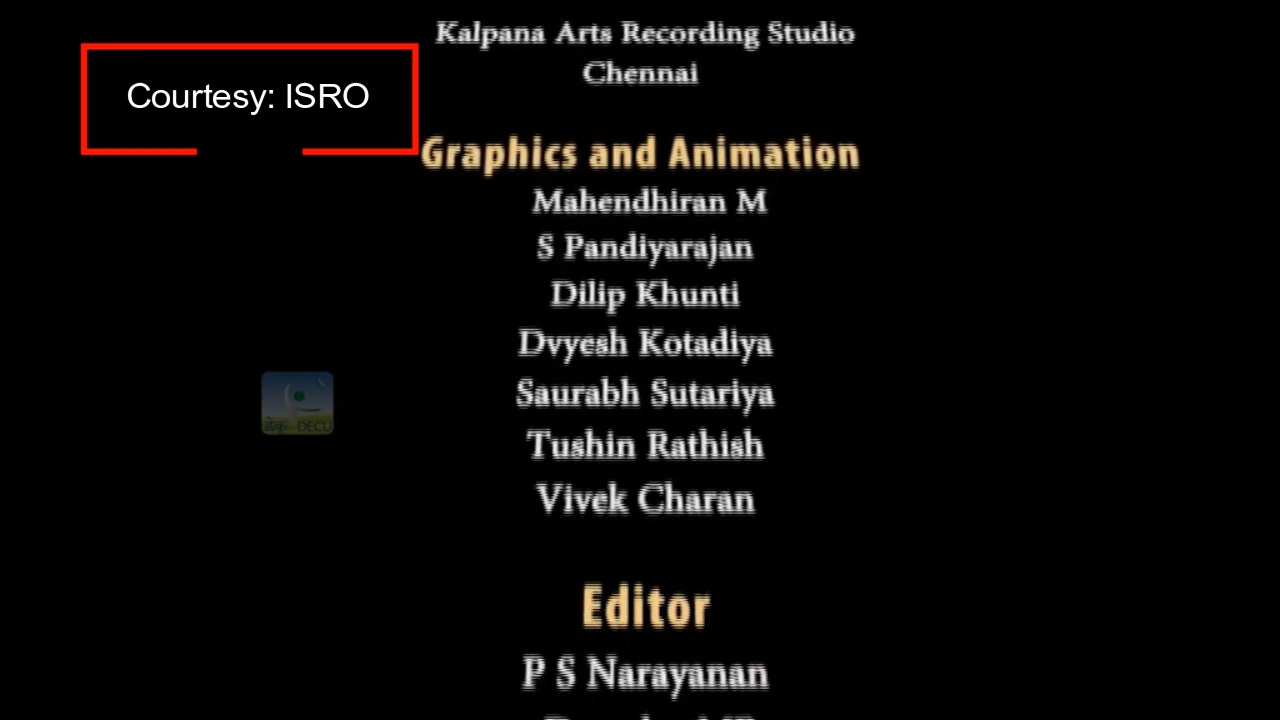 Kalpana Arts Recording Studio
Chennai
Courtesy: ISRO
Graphics and Animation
Mahendhiran M
S Pandiyarajan
Dilip Khunti
Dvyesh Kotadiya
Saurabh Sutariya
Tushin Rathish
Vivek Charan
डेकू DECU
Editor
P S Narayanan